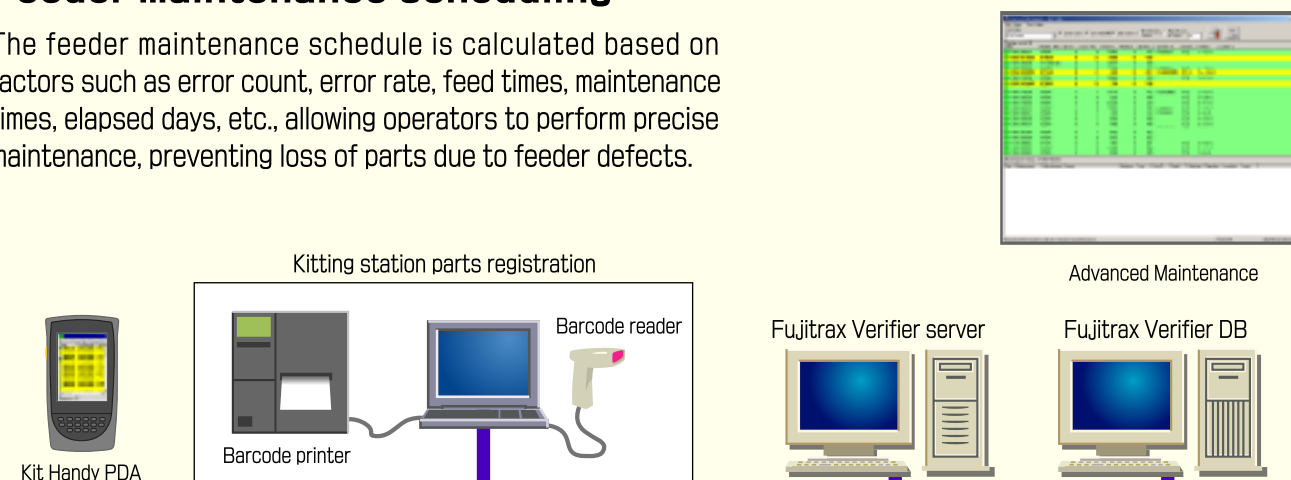 eeder maintenance scheduling
The feeder maintenance schedule is calculated based on
factors such as error count, error rate, feed times, maintenance
times, elapsed days, etc., allowing operators to perform precise
maintenance, preventing loss of parts due to feeder defects.
Kitting station parts registration
Advanced Maintenance
Barcode reader
Fujitrax Verifier server
Fujitrax Verifier DB
Barcode printer
Kit Handy PDA